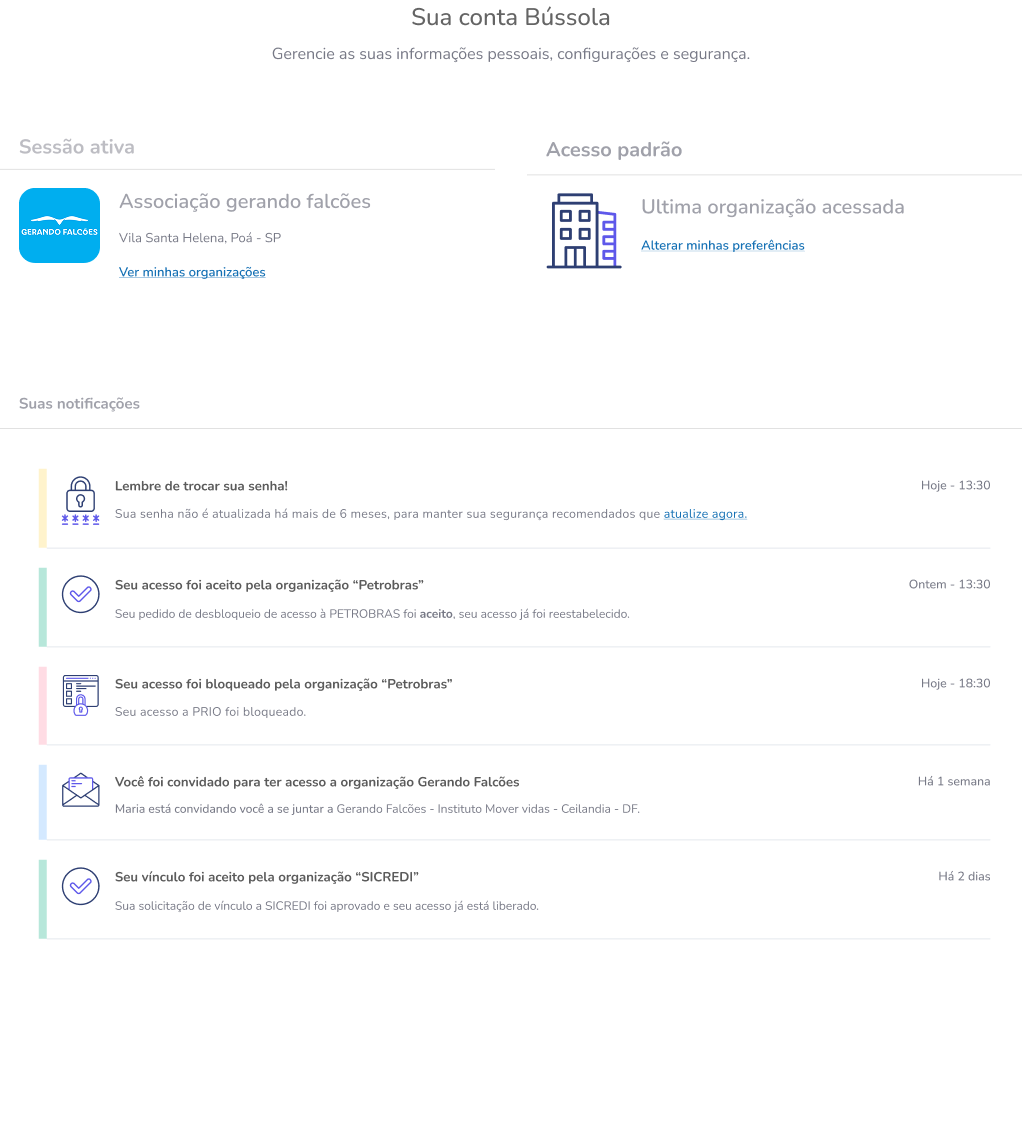 Sua conta Bússola
Gerencie as suas informações pessoais, configurações e segurança.
Sessão ativa
GERANDO FALCÕES
Associação gerando falcões
Vila Santa Helena, Poá - SP
Ver minhas organizações
Acesso padrão
Ultima organização acessada
Alterar minhas preferências
Suas notificações
Lembre de trocar sua senha!
Hoje - 13:30
Sua senha não é atualizada há mais de 6 meses, para manter sua segurança recomendados que atualize agora.
Seu acesso foi aceito pela organização “Petrobras”
Ontem - 13:30
Seu pedido de desbloqueio de acesso à PETROBRAS foi aceito, seu acesso já foi reestabelecido.
Seu acesso foi bloqueado pela organização “Petrobras”
Hoje - 18:30
Seu acesso a PRIO foi bloqueado.
Você foi convidado para ter acesso a organização Gerando Falcões
Há 1 semana
Maria está convidando você a se juntar a Gerando Falcões - Instituto Mover vidas - Ceilandia - DF.
Seu vínculo foi aceito pela organização “SICREDI”
Há 2 dias
Sua solicitação de vínculo a SICREDI foi aprovado e seu acesso já está liberado.